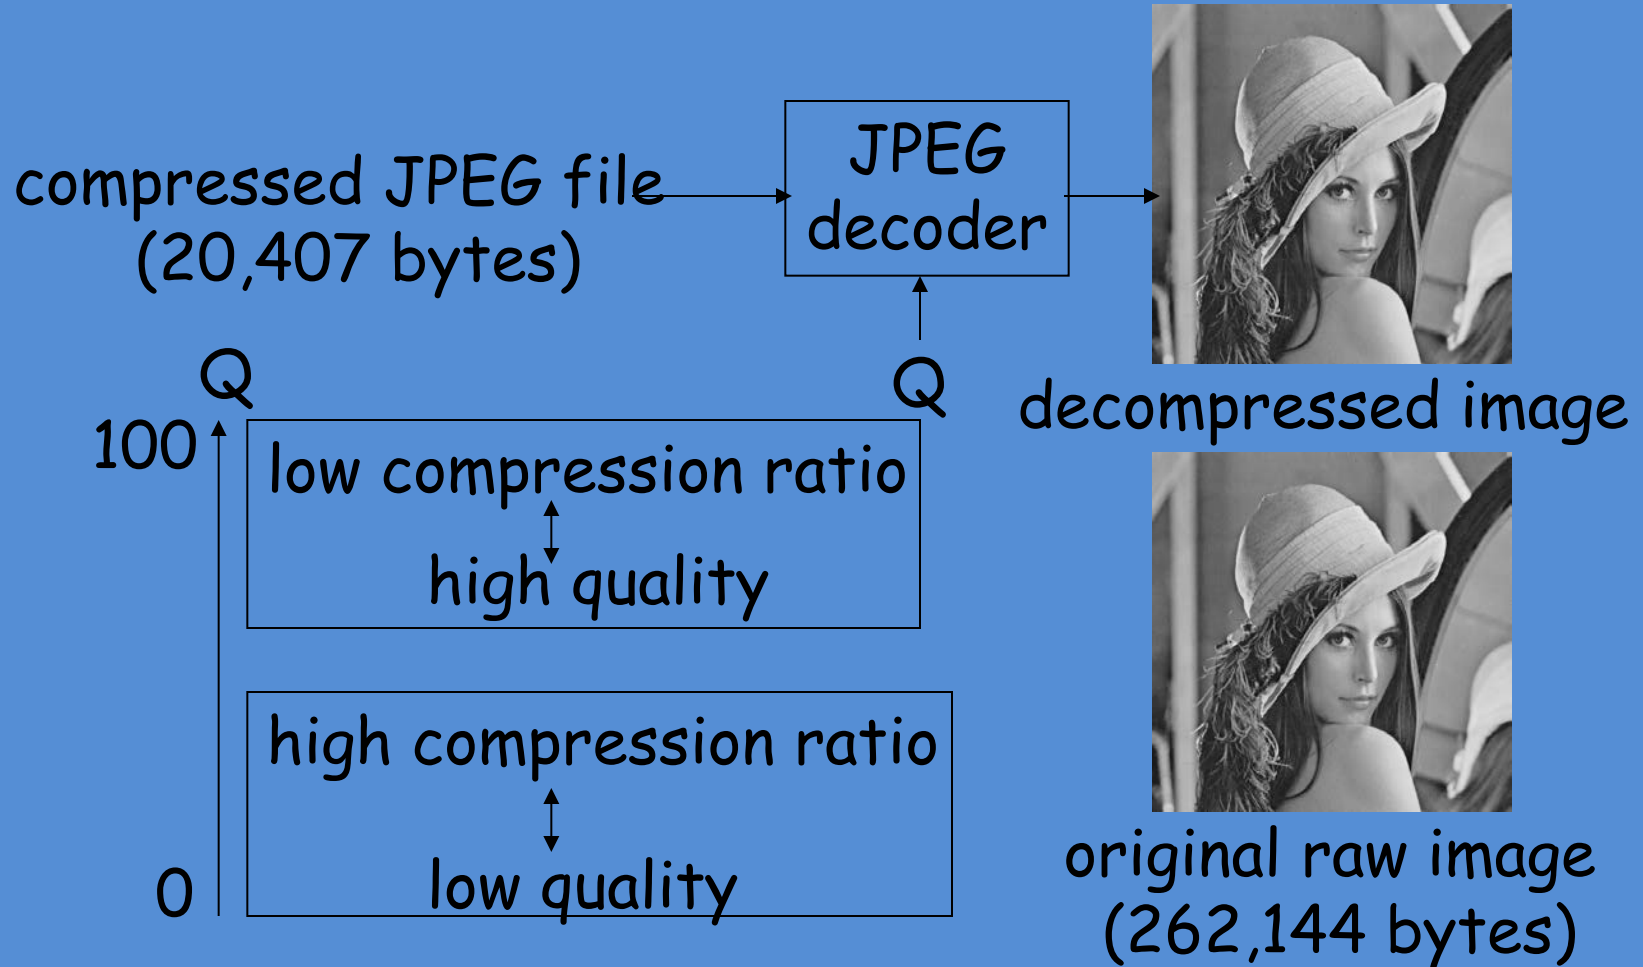 JPEG
decoder
compressed JPEG file
(20,407 bytes)
Q
Q
decompressed image
100
low compression ratio
high quality
high compression ratio
low quality
0
original raw image
(262,144 bytes)